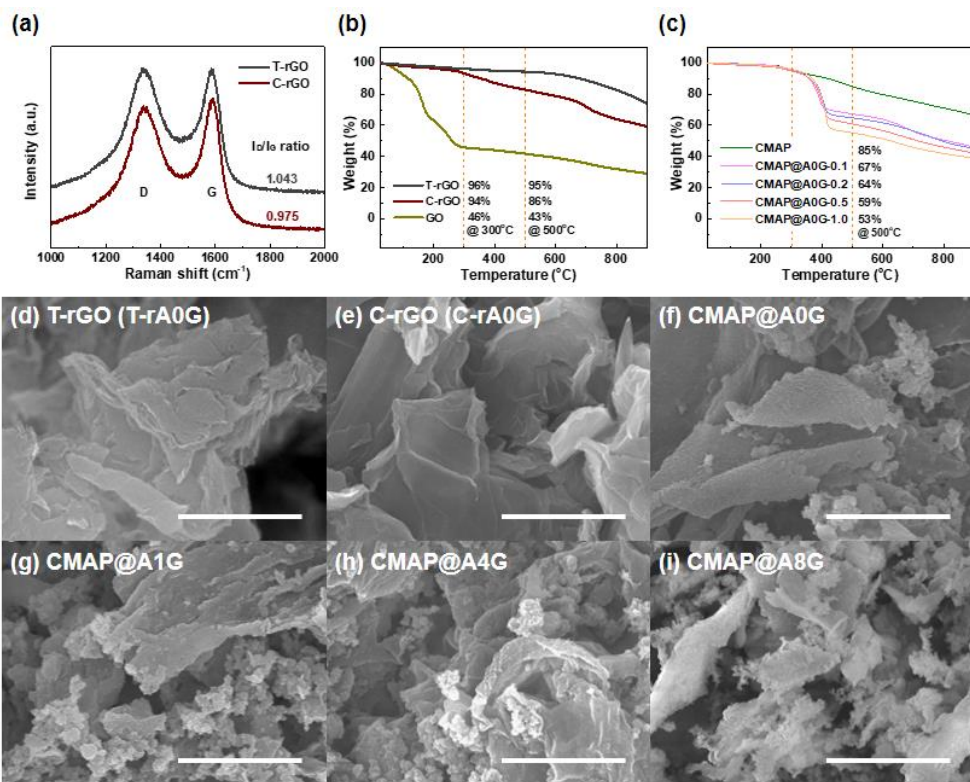 (a)
T-rGO
C-rGO
Intensity (a.u.)
I_D/I_G ratio
1.043
D
G
0.975
1000 1200 1400 1600 1800 2000
Raman shift (cm⁻¹)
(b)
100
80
60
40
20
0
Weight (%)
T-rGO 96% 95%
C-rGO 94% 86%
GO 46% 43%
@ 300°C @ 500°C
200 400 600 800
Temperature (°C)
(c)
100
80
60
40
20
0
Weight (%)
CMAP 85%
CMAP@A0G-0.1 67%
CMAP@A0G-0.2 64%
CMAP@A0G-0.5 59%
CMAP@A0G-1.0 53%
@ 500°C
200 400 600 800
Temperature (°C)
(d) T-rGO (T-rA0G)
(e) C-rGO (C-rA0G)
(f) CMAP@A0G
(g) CMAP@A1G
(h) CMAP@A4G
(i) CMAP@A8G